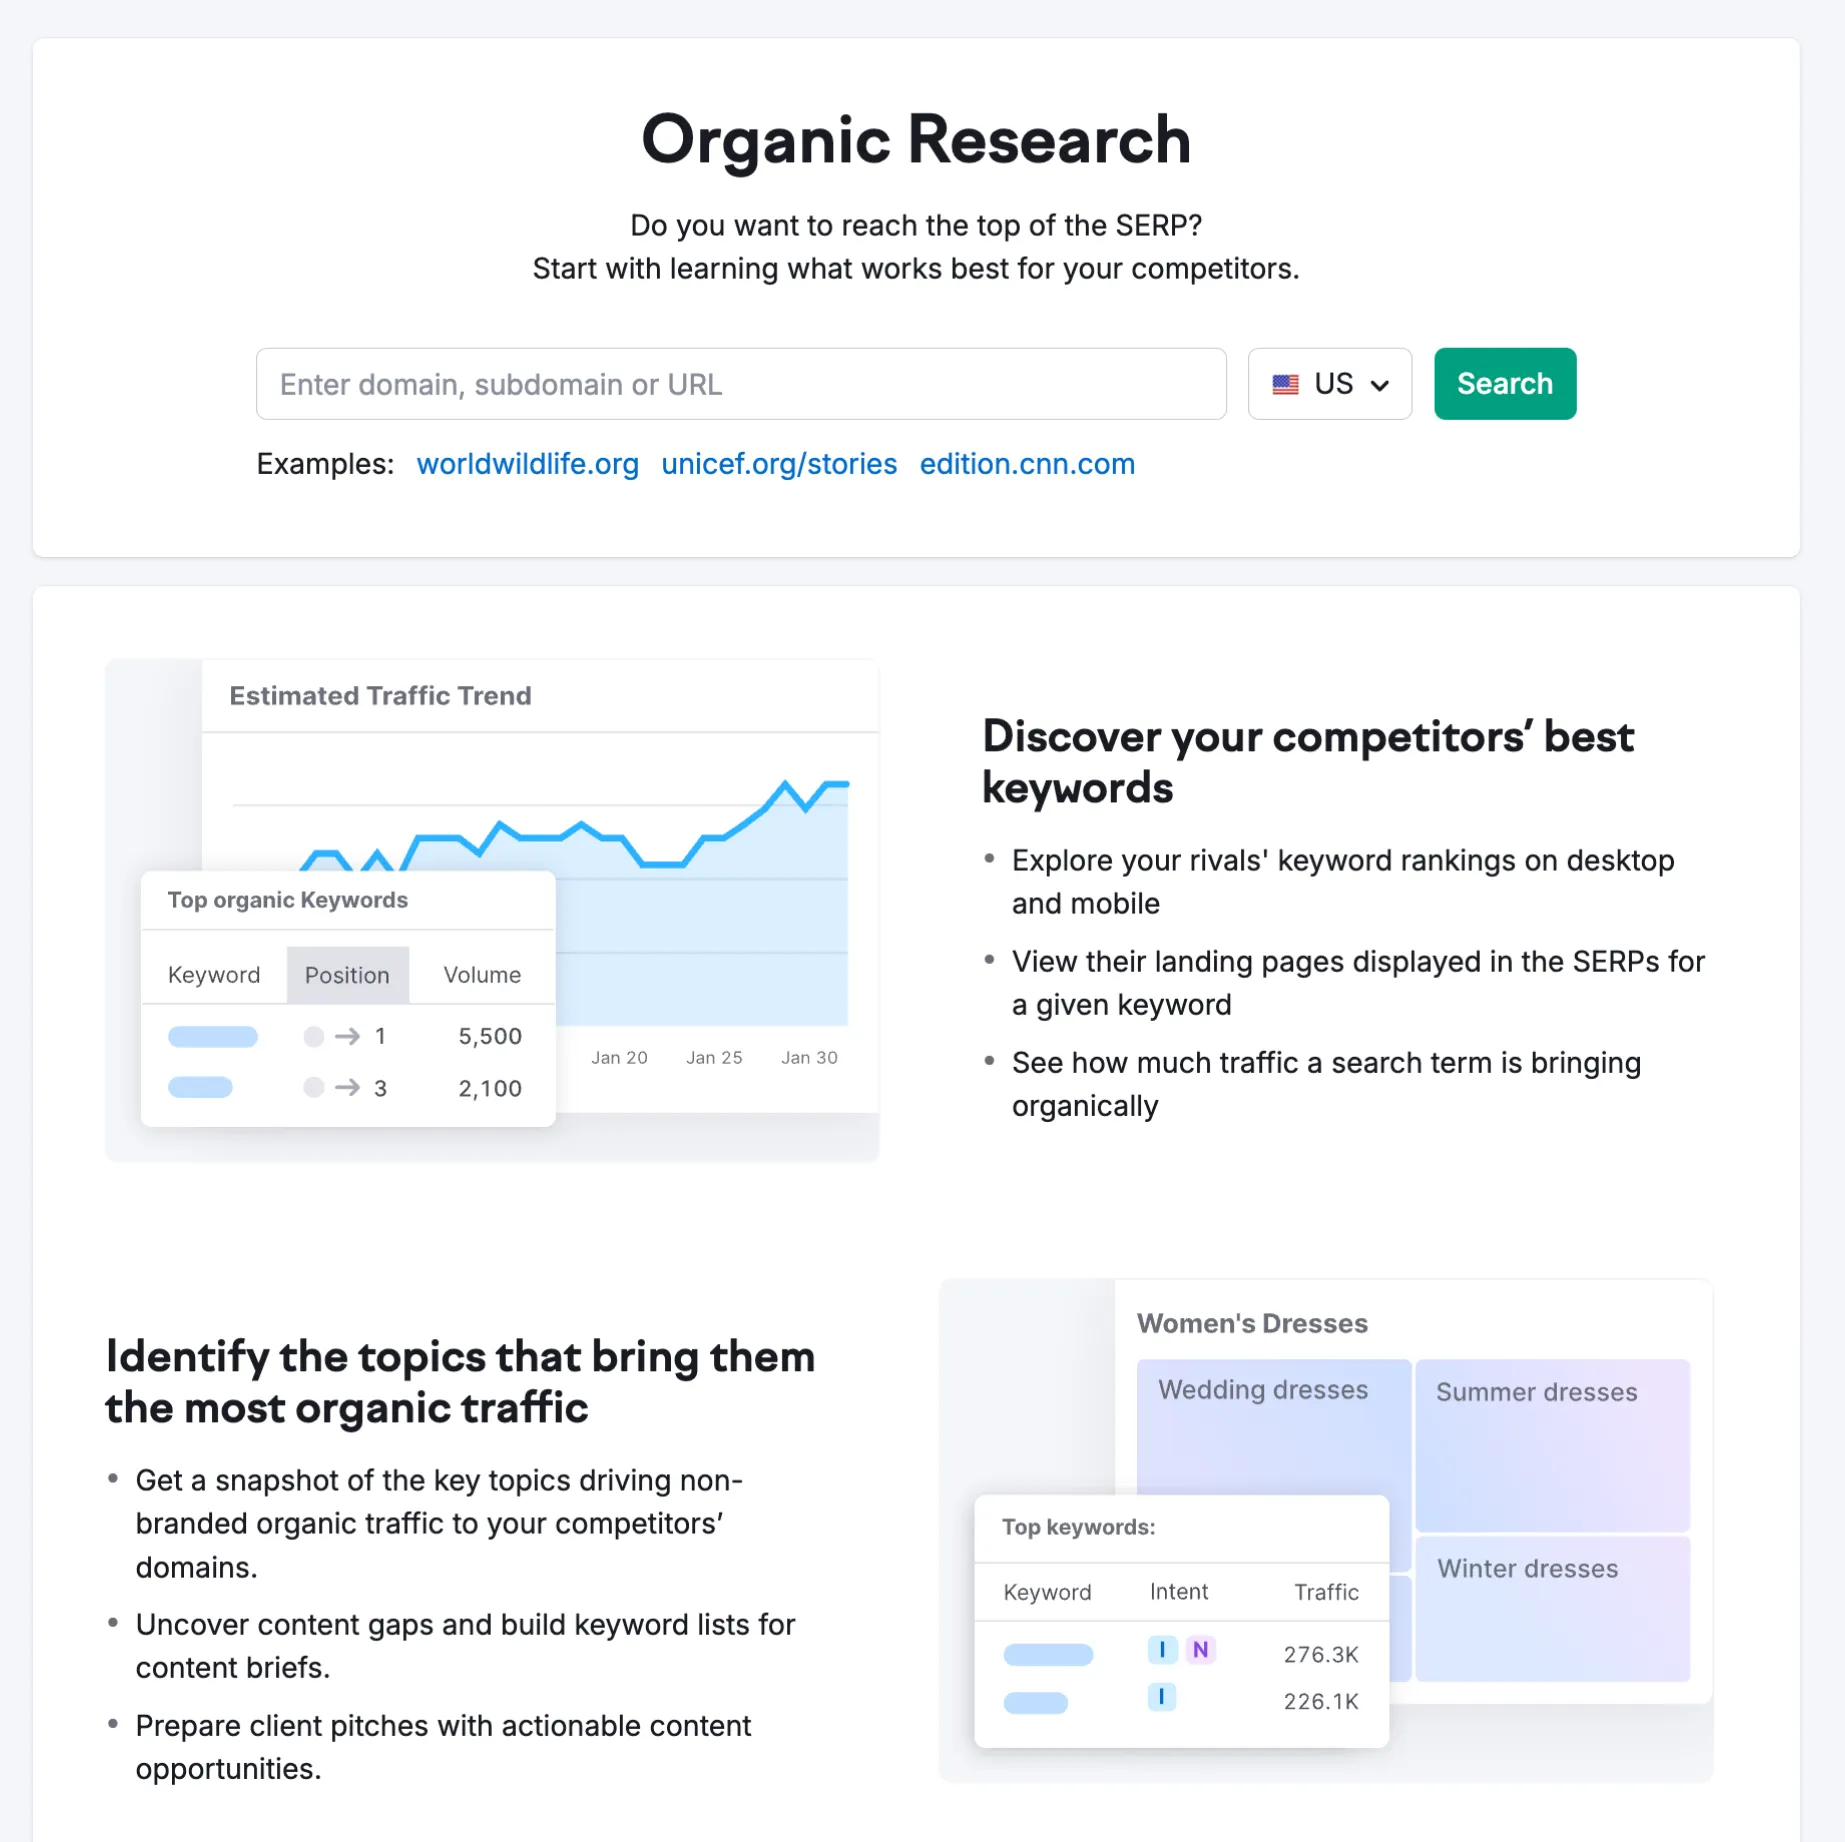 Organic Research
Do you want to reach the top of the SERP?
Start with learning what works best for your competitors.
Enter domain, subdomain or URL
US
Search
Examples: worldwildlife.org unicef.org/stories edition.cnn.com
Estimated Traffic Trend
Jan 20 Jan 25 Jan 30
Top organic Keywords
Keyword Position Volume
→ 1 5,500
→ 3 2,100
Discover your competitors’ best
keywords
• Explore your rivals' keyword rankings on desktop
and mobile
• View their landing pages displayed in the SERPs for
a given keyword
• See how much traffic a search term is bringing
organically
Identify the topics that bring them
the most organic traffic
• Get a snapshot of the key topics driving non-
branded organic traffic to your competitors’
domains.
• Uncover content gaps and build keyword lists for
content briefs.
• Prepare client pitches with actionable content
opportunities.
Women's Dresses
Wedding dresses
Summer dresses
Winter dresses
Top keywords:
Keyword Intent Traffic
I N 276.3K
I 226.1K